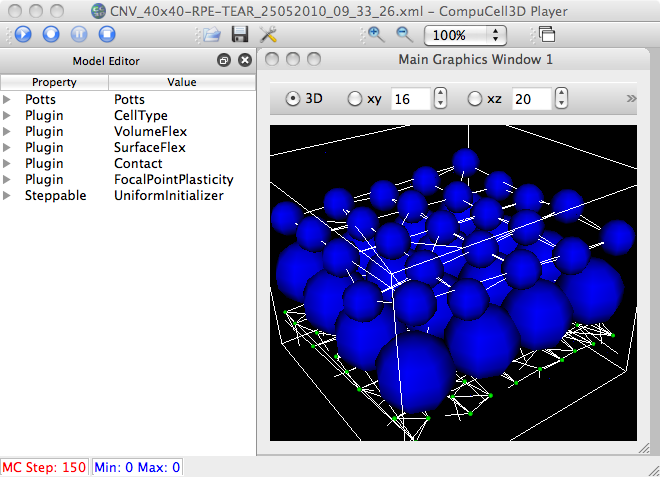 CNV_40x40-RPE-TEAR_25052010_09_33_26.xml – CompuCell3D Player
100%
Model Editor
Property Value
Potts Potts
Plugin CellType
Plugin VolumeFlex
Plugin SurfaceFlex
Plugin Contact
Plugin FocalPointPlasticity
Steppable UniformInitializer
Main Graphics Window 1
3D xy 16 xz 20 »
MC Step: 150 Min: 0 Max: 0